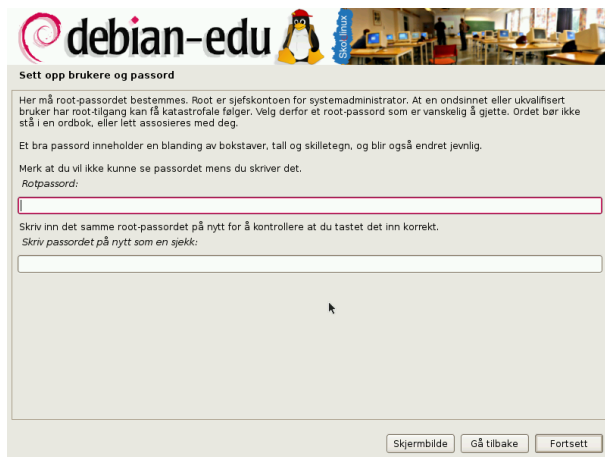 debian-edu
Skolelinux
Sett opp brukere og passord
Her må root-passordet bestemmes. Root er sjefskontoen for systemadministrator. At en ondsinnet eller ukvalifisert
bruker har root-tilgang kan få katastrofale følger. Velg derfor et root-passord som er vanskelig å gjette. Ordet bør ikke
stå i en ordbok, eller lett assosieres med deg.
Et bra passord inneholder en blanding av bokstaver, tall og skilletegn, og blir også endret jevnlig.
Merk at du vil ikke kunne se passordet mens du skriver det.
Rotpassord:
Skriv inn det samme root-passordet på nytt for å kontrollere at du tastet det inn korrekt.
Skriv passordet på nytt som en sjekk:
Skjermbilde
Gå tilbake
Fortsett